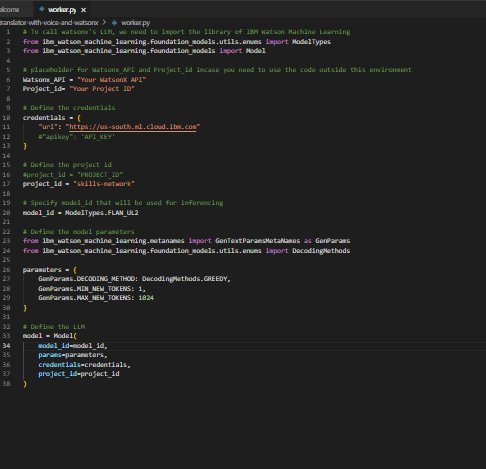 elcome worker.py ×
translator-with-voice-and-watsonx > worker.py
1 # To call watsonx's LLM, we need to import the library of IBM Watson Machine Learning
2 from ibm_watson_machine_learning.foundation_models.utils.enums import ModelTypes
3 from ibm_watson_machine_learning.foundation_models import Model
4
5 # placeholder for Watsonx_API and Project_id incase you need to use the code outside this environment
6 Watsonx_API = "Your WatsonX API"
7 Project_id= "Your Project ID"
8
9 # Define the credentials
10 credentials = {
11 "url": "https://us-south.ml.cloud.ibm.com"
12 #"apikey": 'API_KEY'
13 }
14
15 # Define the project id
16 #project_id = "PROJECT_ID"
17 project_id = "skills-network"
18
19 # Specify model_id that will be used for inferencing
20 model_id = ModelTypes.FLAN_UL2
21
22 # Define the model parameters
23 from ibm_watson_machine_learning.metanames import GenTextParamsMetaNames as GenParams
24 from ibm_watson_machine_learning.foundation_models.utils.enums import DecodingMethods
25
26 parameters = {
27 GenParams.DECODING_METHOD: DecodingMethods.GREEDY,
28 GenParams.MIN_NEW_TOKENS: 1,
29 GenParams.MAX_NEW_TOKENS: 1024
30 }
31
32 # Define the LLM
33 model = Model(
34 model_id=model_id,
35 params=parameters,
36 credentials=credentials,
37 project_id=project_id
38 )